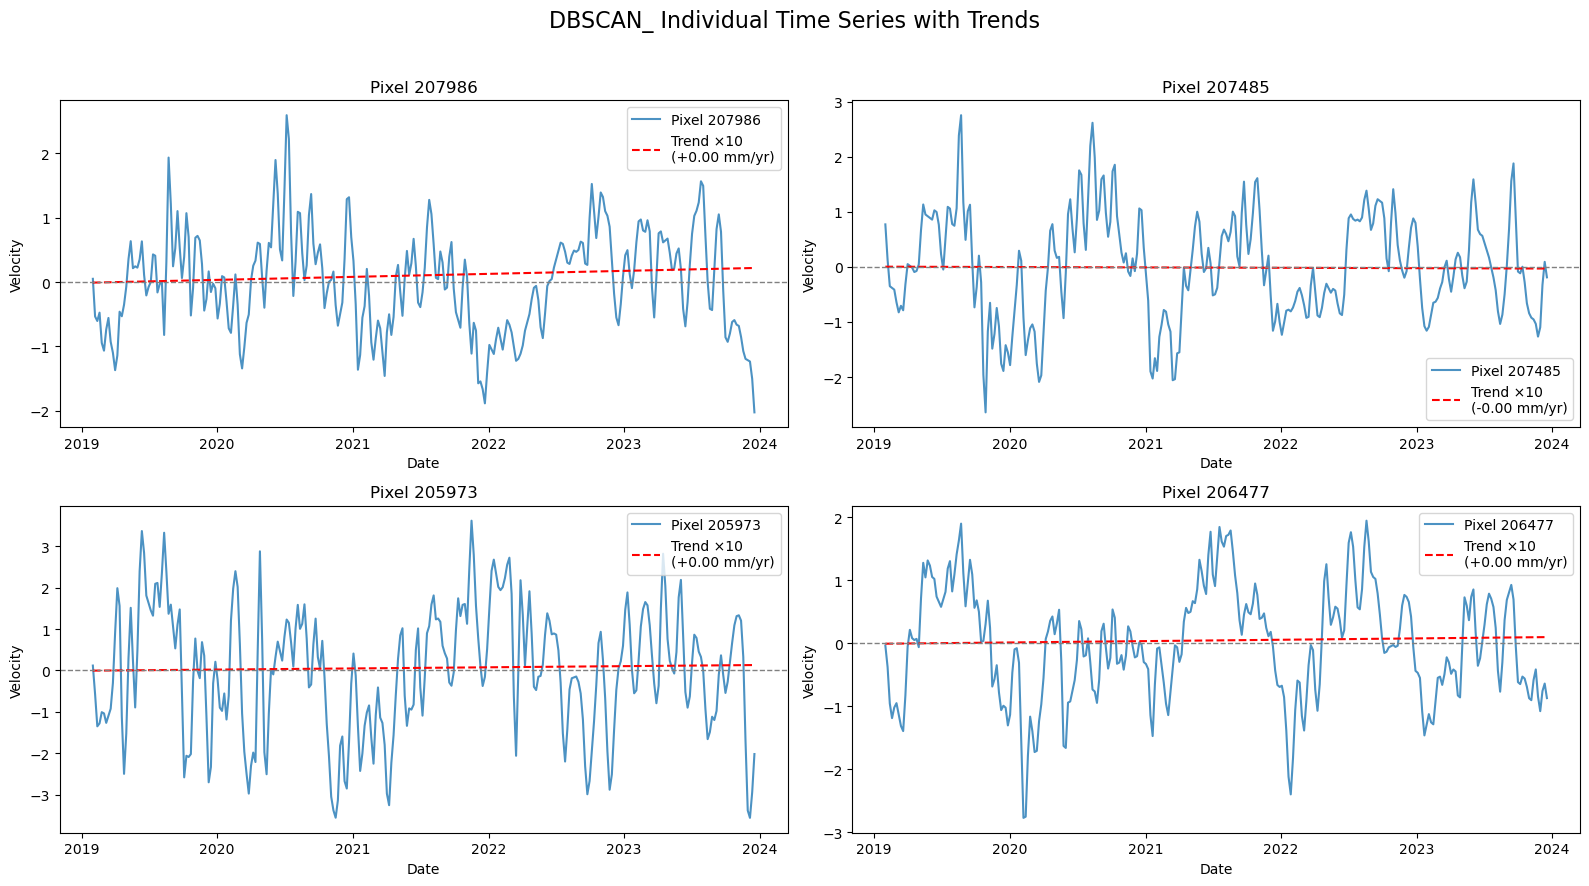 DBSCAN_ Individual Time Series with Trends
Pixel 207986
Velocity
2
1
0
−1
−2
2019 2020 2021 2022 2023 2024
Date
Pixel 207986
Trend ×10
(+0.00 mm/yr)
Pixel 207485
Velocity
3
2
1
0
−1
−2
2019 2020 2021 2022 2023 2024
Date
Pixel 207485
Trend ×10
(-0.00 mm/yr)
Pixel 205973
Velocity
3
2
1
0
−1
−2
−3
2019 2020 2021 2022 2023 2024
Date
Pixel 205973
Trend ×10
(+0.00 mm/yr)
Pixel 206477
Velocity
2
1
0
−1
−2
−3
2019 2020 2021 2022 2023 2024
Date
Pixel 206477
Trend ×10
(+0.00 mm/yr)